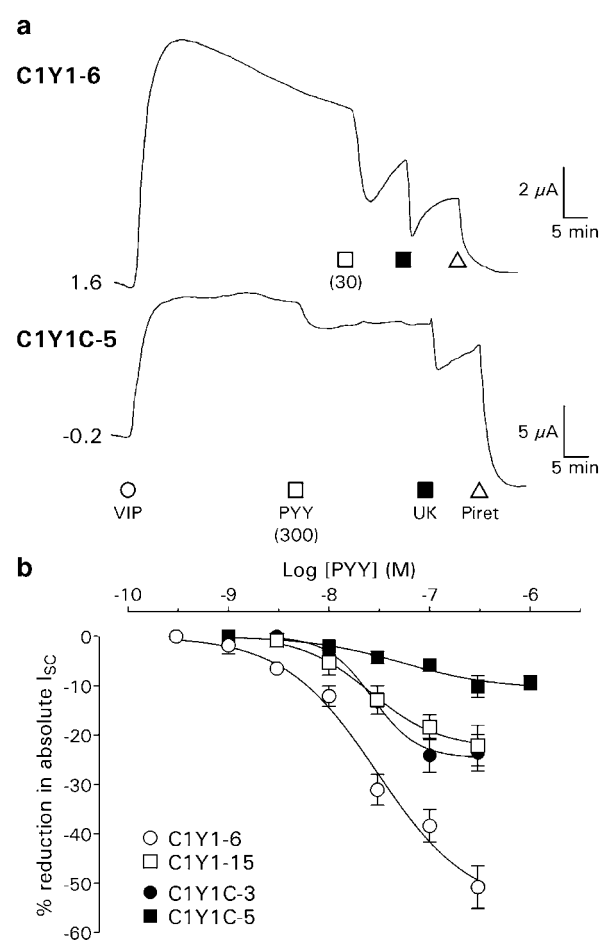 a
C1Y1-6
2 µA
5 min
(30)
1.6
C1Y1C-5
5 µA
-0.2
5 min
VIP
PYY
UK
Piret
(300)
b
Log [PYY] (M)
-10
-9
-8
-7
-6
0
-10
-20
-30
-40
-50
-60
% reduction in absolute ISC
C1Y1-6
C1Y1-15
C1Y1C-3
C1Y1C-5